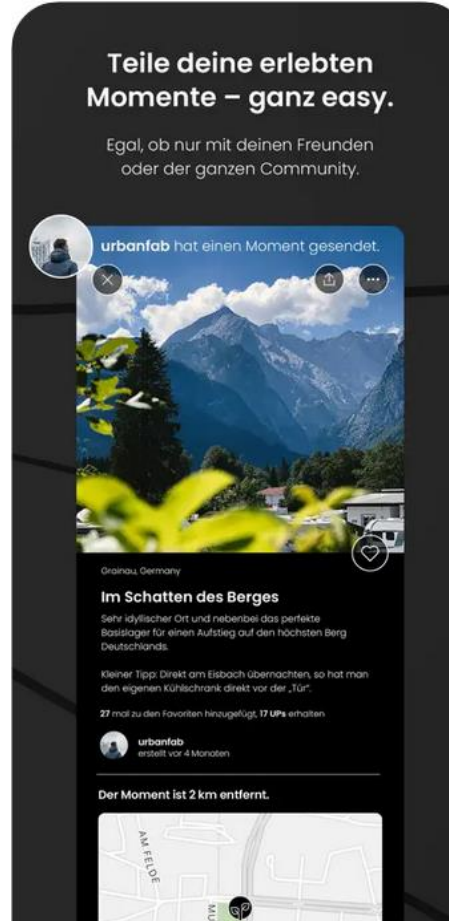 Teile deine erlebten
Momente – ganz easy.
Egal, ob nur mit deinen Freunden
oder der ganzen Community.
urbanfab hat einen Moment gesendet.
Grainau, Germany
Im Schatten des Berges
Sehr idyllischer Ort und nebenbei das perfekte
Basislager für einen Aufstieg auf den höchsten Berg
Deutschlands.
Kleiner Tipp: Direkt am Eisbach übernachten, so hat man
den eigenen Kühlschrank direkt vor der „Tür“.
27 mal zu den Favoriten hinzugefügt, 17 UPs erhalten
urbanfab
erstellt vor 4 Monaten
Der Moment ist 2 km entfernt.
AM FELDE
MU